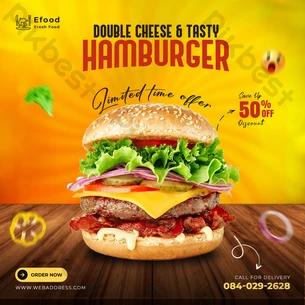 Efood
Fresh Food
DOUBLE CHEESE & TASTY
HAMBURGER
Limited time offer
Save Up
50% OFF
Discount
ORDER NOW
WWW.WEBADDRESS.COM
CALL FOR DELIVERY
084-029-2628